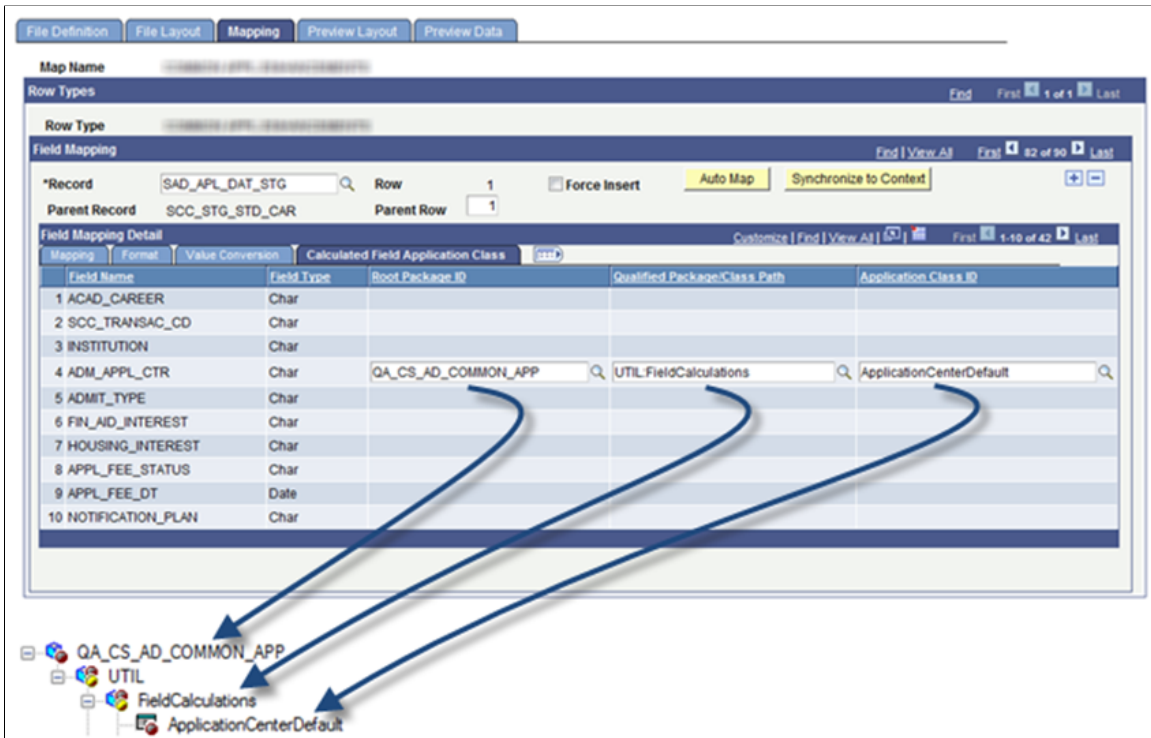 File Definition File Layout Mapping Preview Layout Preview Data
Map Name
Row Types Find First 1 of 1 Last
Row Type
Field Mapping Find | View All First 82 of 90 Last
*Record SAD_APL_DAT_STG Row 1 Force Insert Auto Map Synchronize to Context
Parent Record SCC_STG_STD_CAR Parent Row 1
Field Mapping Detail Customize | Find | View All | | First 1-10 of 42 Last
Mapping Format Value Conversion Calculated Field Application Class
Field Name Field Type Root Package ID Qualified Package/Class Path Application Class ID
1 ACAD_CAREER Char
2 SCC_TRANSAC_CD Char
3 INSTITUTION Char
4 ADM_APPL_CTR Char QA_CS_AD_COMMON_APP UTIL:FieldCalculations ApplicationCenterDefault
5 ADMIT_TYPE Char
6 FIN_AID_INTEREST Char
7 HOUSING_INTEREST Char
8 APPL_FEE_STATUS Char
9 APPL_FEE_DT Date
10 NOTIFICATION_PLAN Char
QA_CS_AD_COMMON_APP
UTIL
FieldCalculations
ApplicationCenterDefault